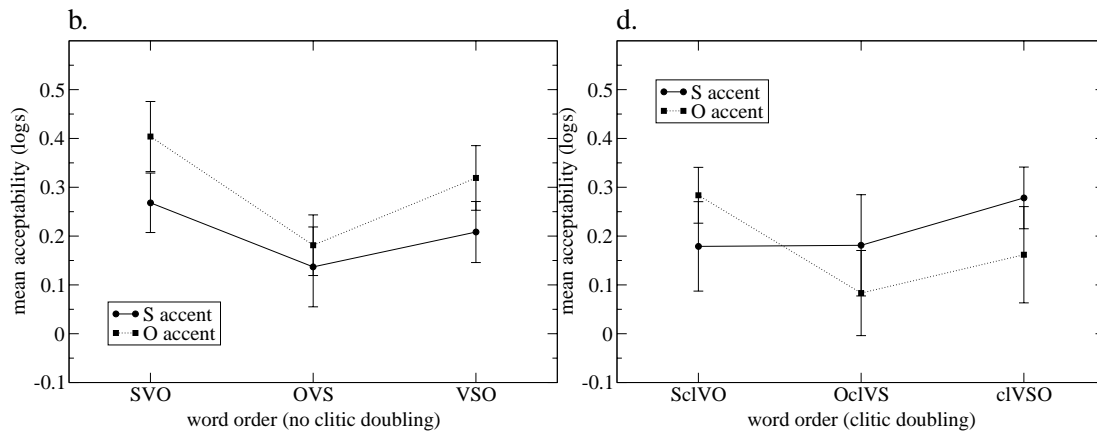 b.
mean acceptability (logs)
0.5
0.4
0.3
0.2
0.1
0
-0.1
S accent
O accent
SVO OVS VSO
word order (no clitic doubling)
d.
mean acceptability (logs)
0.5
0.4
0.3
0.2
0.1
0
-0.1
S accent
O accent
SclVO OclVS clVSO
word order (clitic doubling)